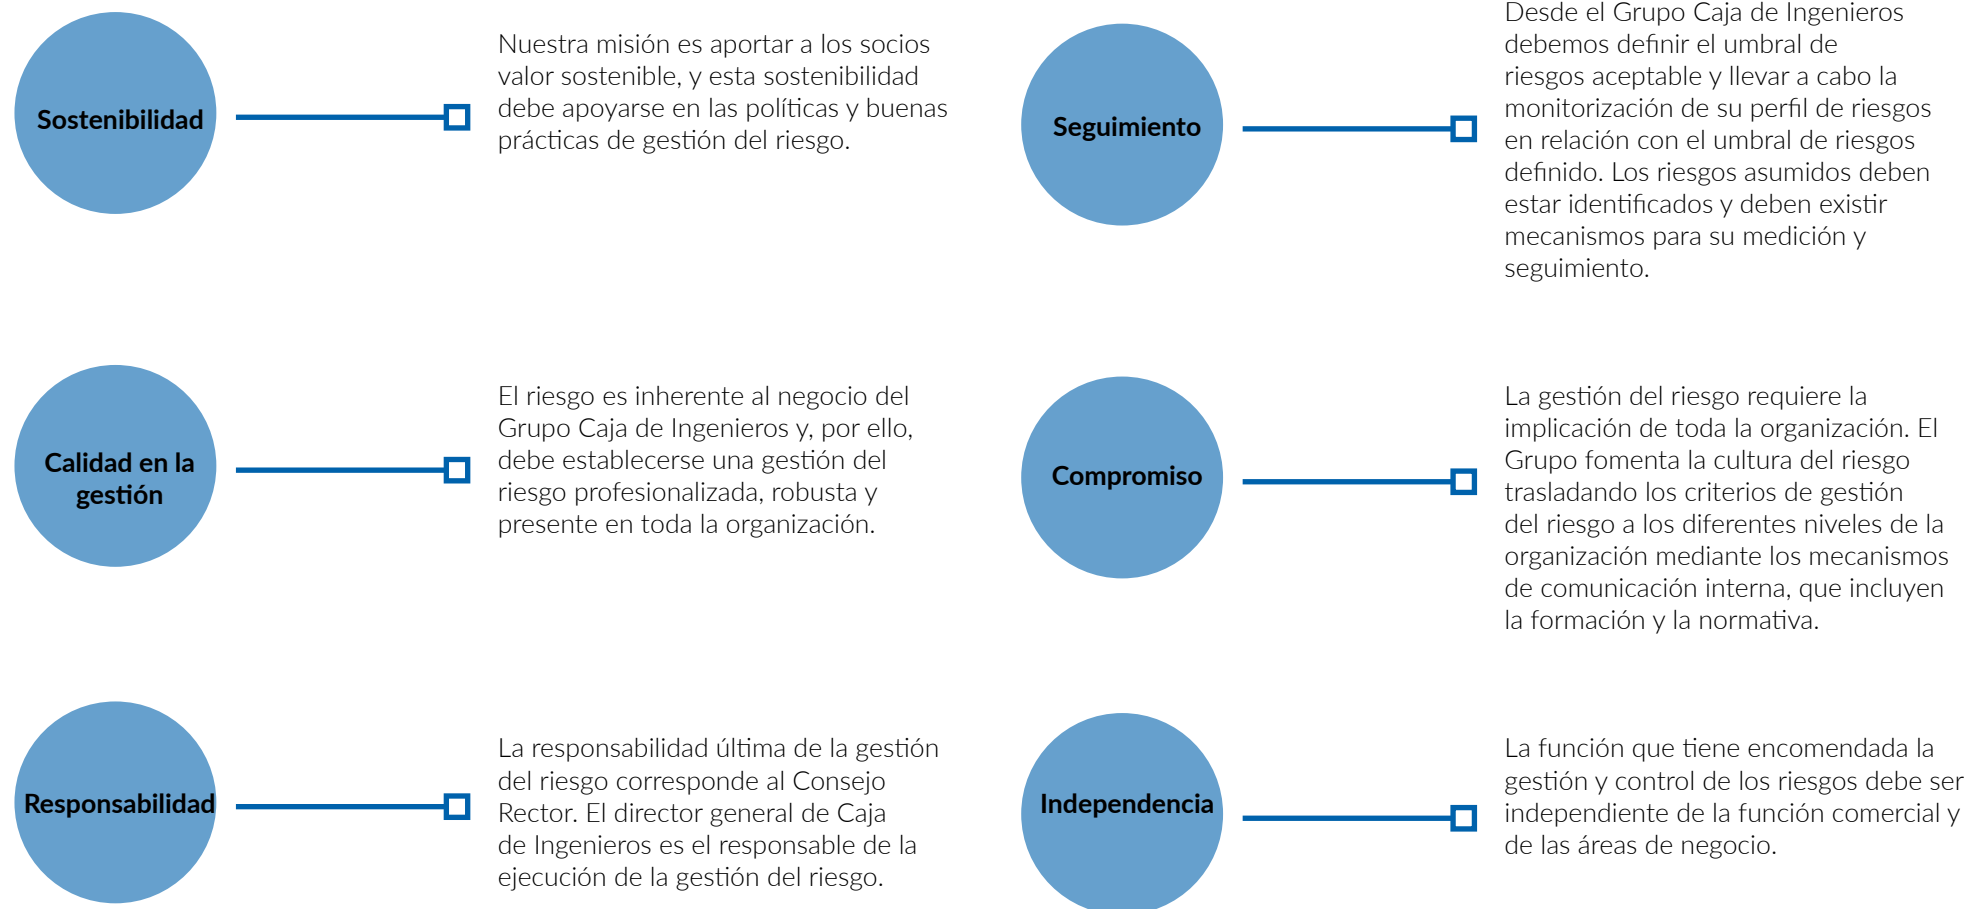 Sostenibilidad
Nuestra misión es aportar a los socios
valor sostenible, y esta sostenibilidad
debe apoyarse en las políticas y buenas
prácticas de gestión del riesgo.
Seguimiento
Desde el Grupo Caja de Ingenieros
debemos definir el umbral de
riesgos aceptable y llevar a cabo la
monitorización de su perfil de riesgos
en relación con el umbral de riesgos
definido. Los riesgos asumidos deben
estar identificados y deben existir
mecanismos para su medición y
seguimiento.
Calidad en la
gestión
El riesgo es inherente al negocio del
Grupo Caja de Ingenieros y, por ello,
debe establecerse una gestión del
riesgo profesionalizada, robusta y
presente en toda la organización.
Compromiso
La gestión del riesgo requiere la
implicación de toda la organización. El
Grupo fomenta la cultura del riesgo
trasladando los criterios de gestión
del riesgo a los diferentes niveles de la
organización mediante los mecanismos
de comunicación interna, que incluyen
la formación y la normativa.
Responsabilidad
La responsabilidad última de la gestión
del riesgo corresponde al Consejo
Rector. El director general de Caja
de Ingenieros es el responsable de la
ejecución de la gestión del riesgo.
Independencia
La función que tiene encomendada la
gestión y control de los riesgos debe ser
independiente de la función comercial y
de las áreas de negocio.